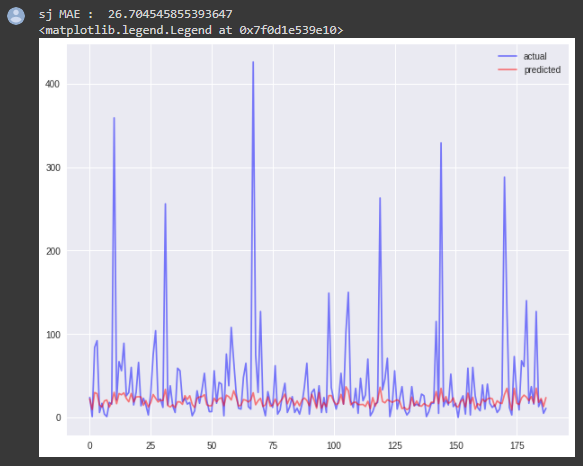 sj MAE :  26.704545855393647
<matplotlib.legend.Legend at 0x7f0d1e539e10>
actual
predicted
400
300
200
100
0
0 25 50 75 100 125 150 175